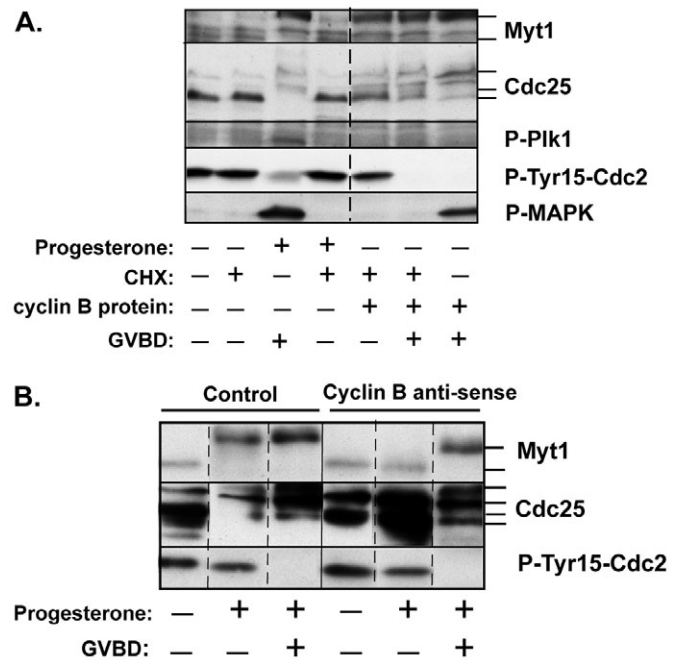 A.
Myt1
Cdc25
P-Plk1
P-Tyr15-Cdc2
P-MAPK
Progesterone: — — + + — — —
CHX: — + — + + + —
cyclin B protein: — — — — + + +
GVBD: — — + — — + +
B.
Control Cyclin B anti-sense
Myt1
Cdc25
P-Tyr15-Cdc2
Progesterone: — + + — + +
GVBD: — — + — — +